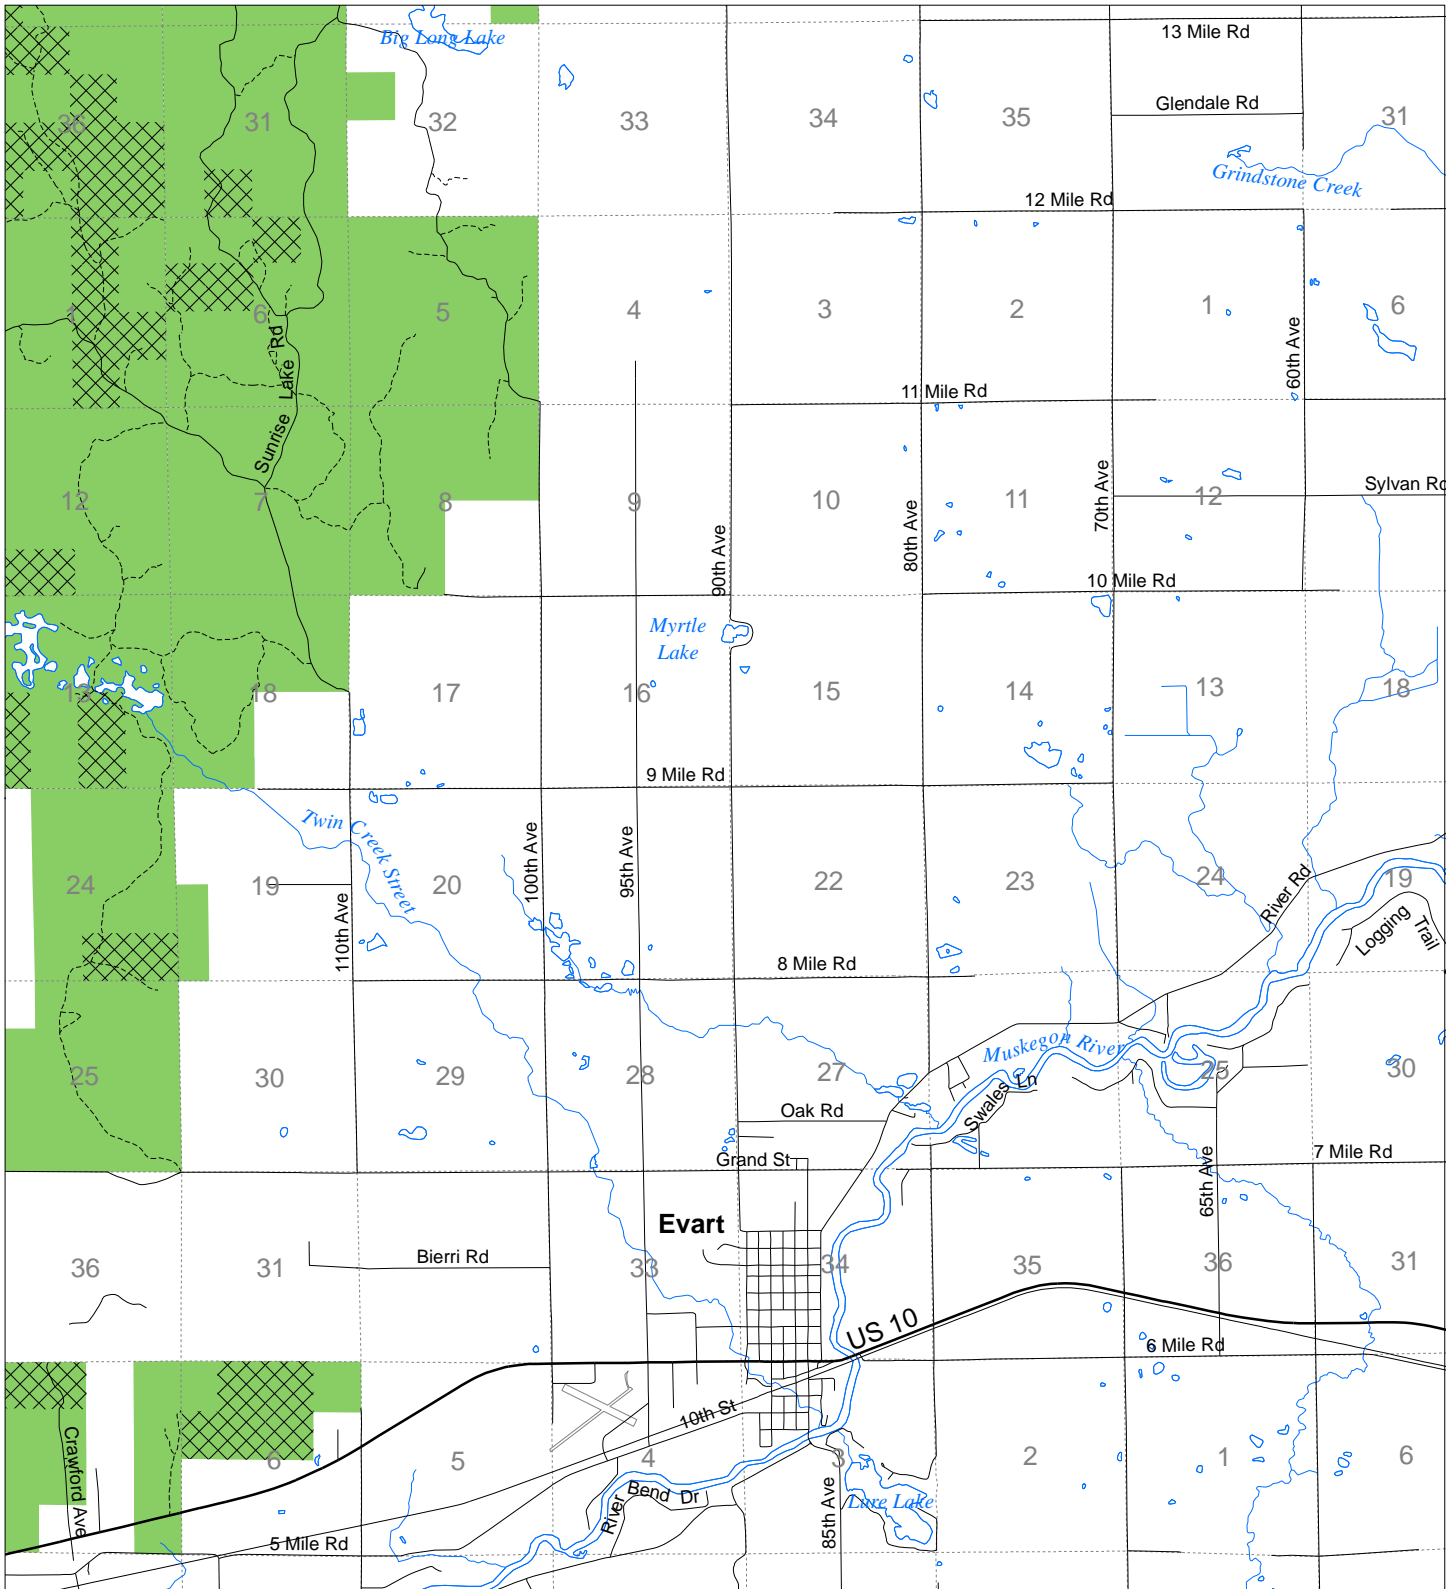 Big Long Lake
13 Mile Rd
Glendale Rd
36
31
32
33
34
35
31
Grindstone Creek
12 Mile Rd
1
6
5
4
3
2
1
6
Sunrise Lake Rd
60th Ave
11 Mile Rd
12
7
8
9
10
11
12
Sylvan Rd
90th Ave
80th Ave
70th Ave
10 Mile Rd
Myrtle
Lake
13
18
17
16
15
14
13
18
9 Mile Rd
Twin Creek Street
24
19
20
100th Ave
95th Ave
22
23
24
19
River Rd
Logging Trail
110th Ave
8 Mile Rd
Muskegon River
25
30
29
28
27
25
30
Swales Ln
Oak Rd
Grand St
7 Mile Rd
65th Ave
Evart
36
31
Bierri Rd
33
34
35
36
31
US 10
6 Mile Rd
10th St
Crawford Ave
6
5
4
3
2
1
6
River Bend Dr
85th Ave
Lure Lake
5 Mile Rd